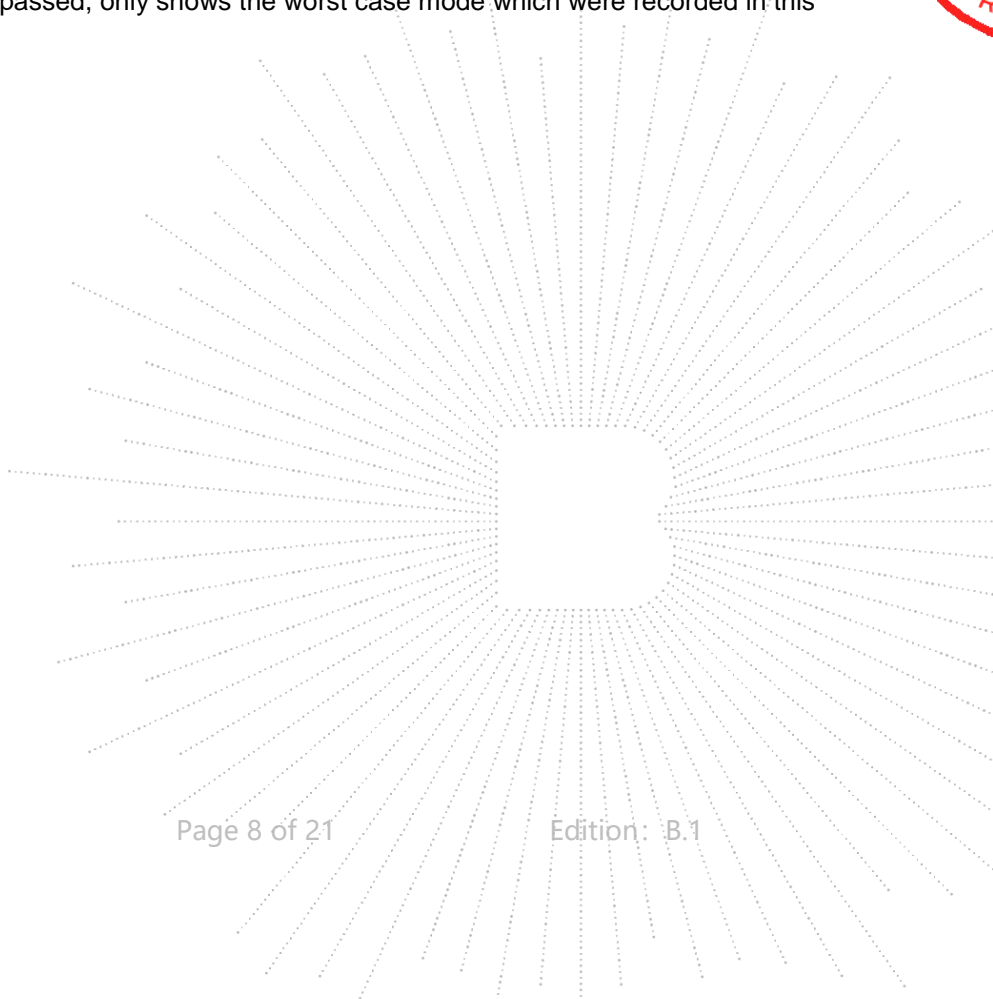 passed, only shows the worst case mode which were recorded in this
Page 8 of 21 Edition：B.1